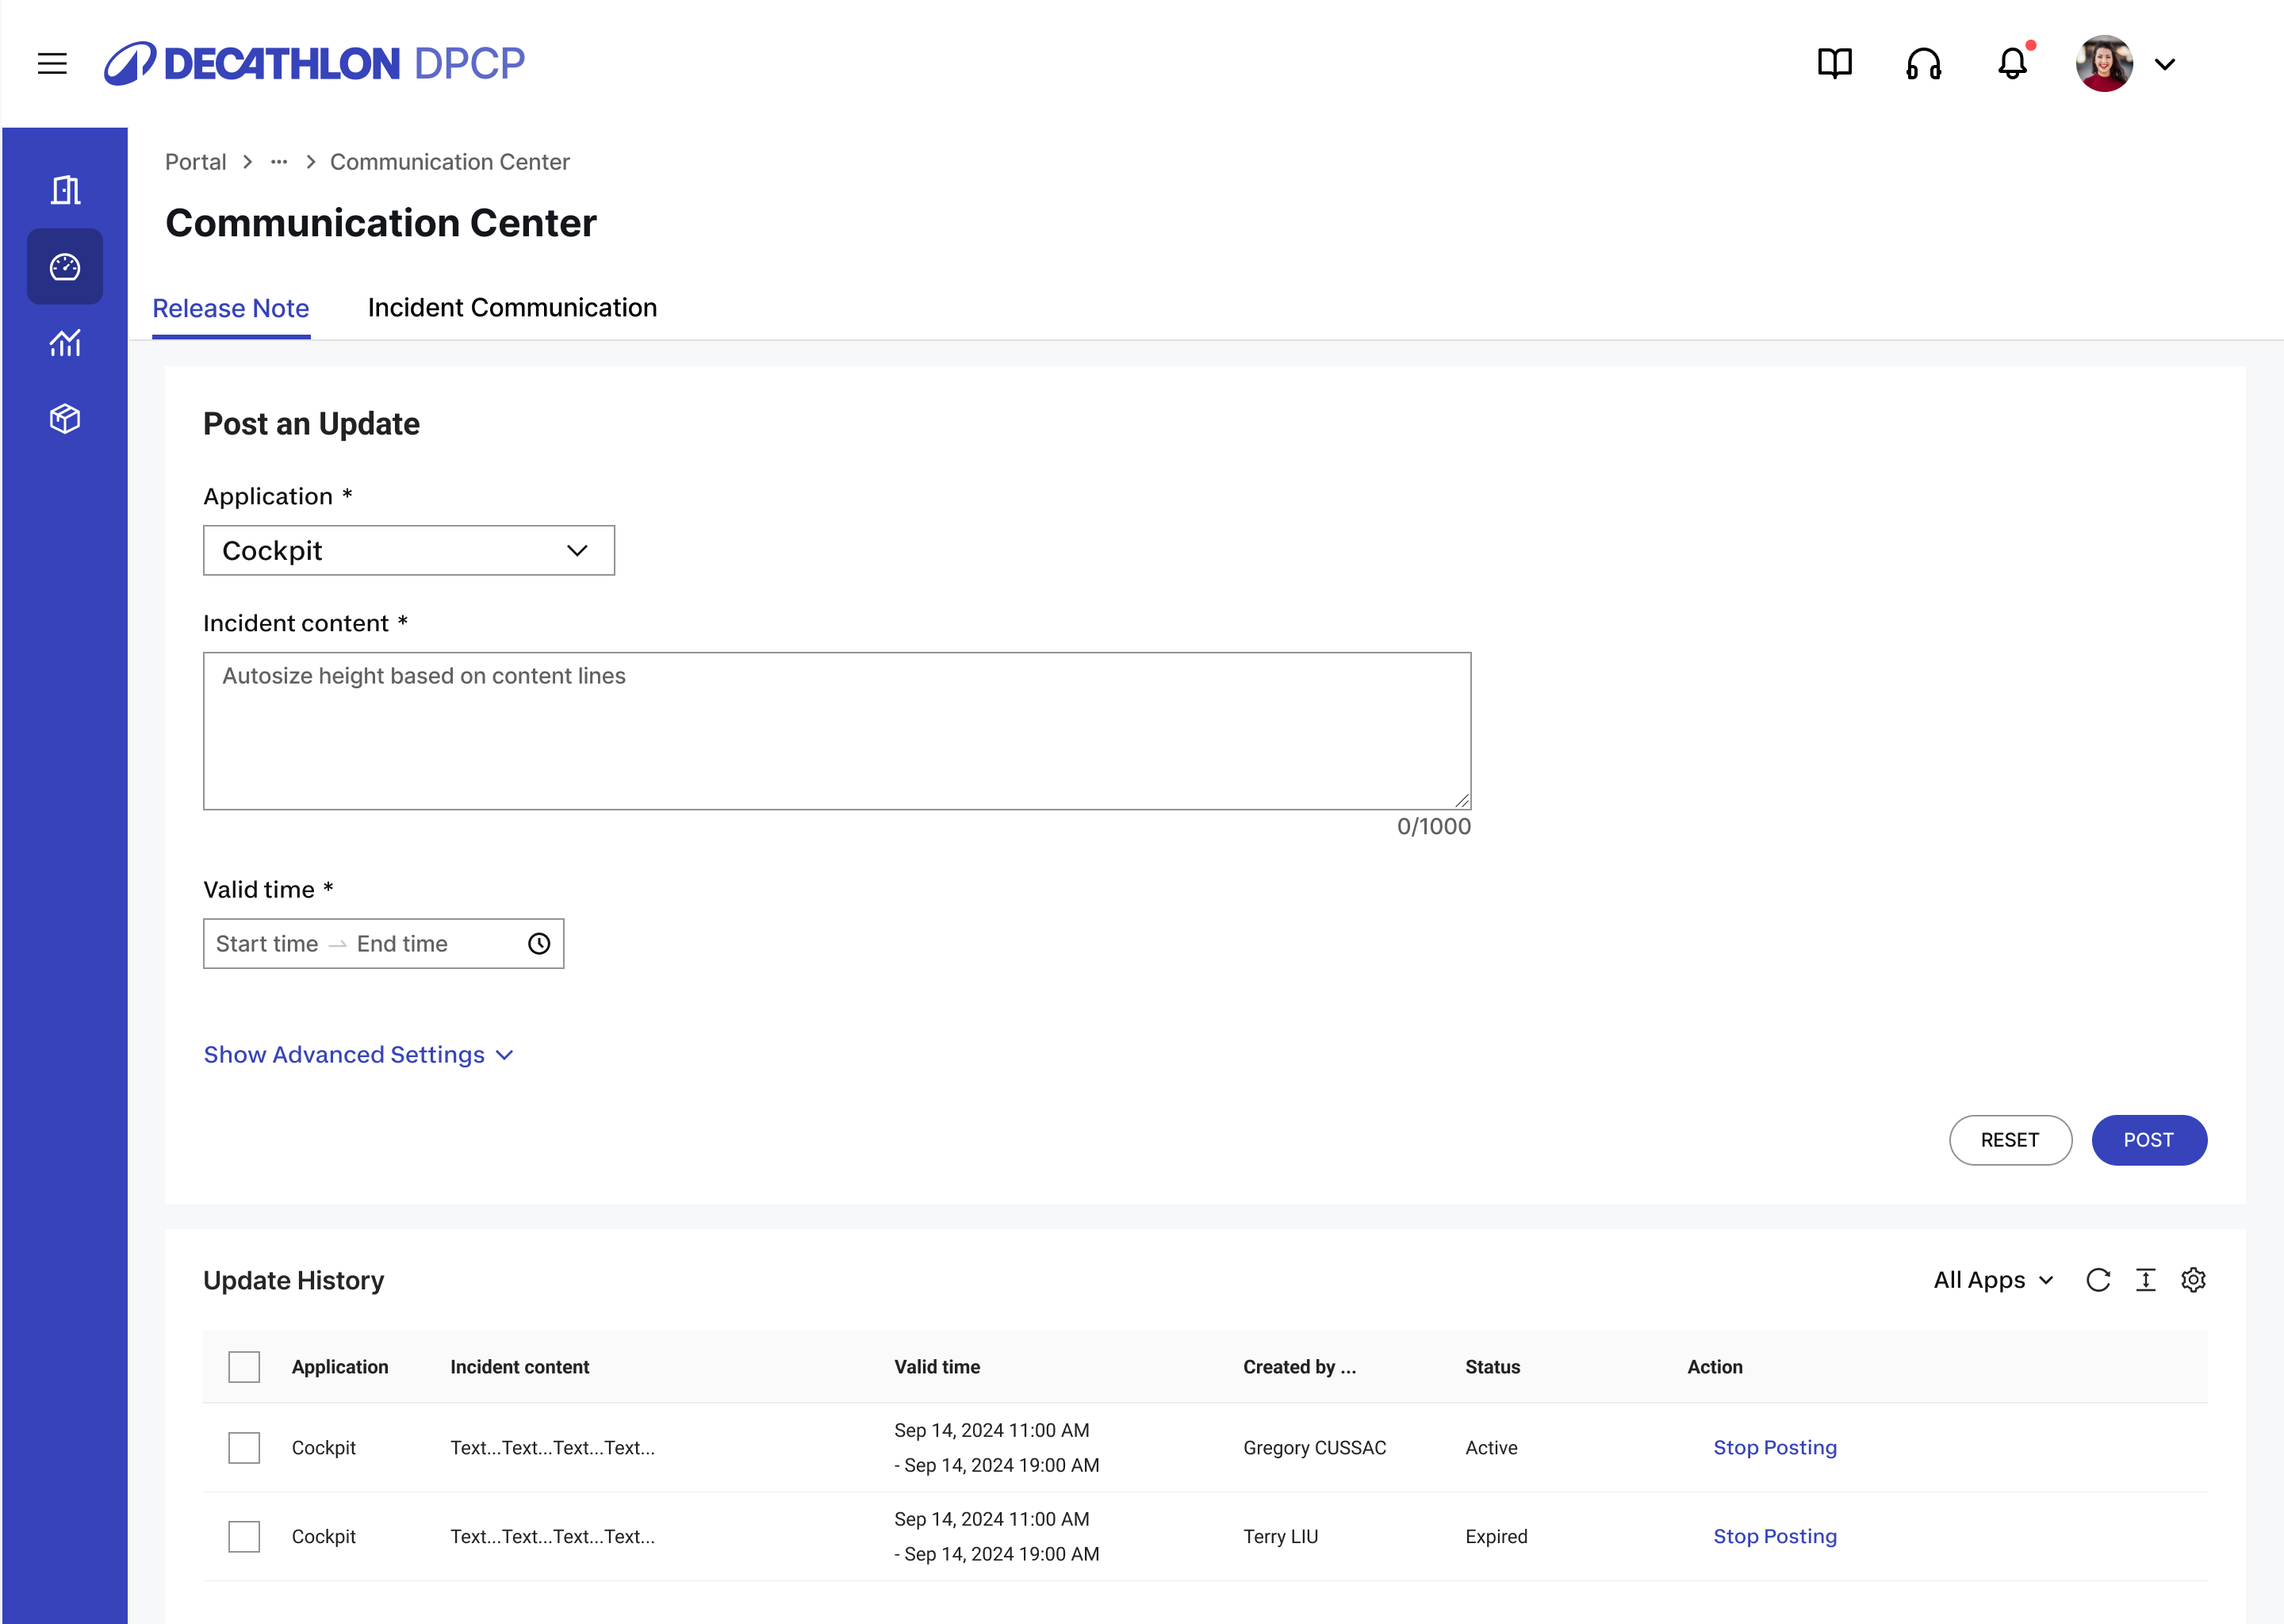 DECATHLON DPCP
Portal > ··· > Communication Center
Communication Center
Release Note Incident Communication
Post an Update
Application *
Cockpit
Incident content *
Autosize height based on content lines
0/1000
Valid time *
Start time → End time
Show Advanced Settings
RESET POST
Update History All Apps
Application Incident content Valid time Created by ... Status Action
Sep 14, 2024 11:00 AM
Cockpit Text...Text...Text...Text... Gregory CUSSAC Active Stop Posting
- Sep 14, 2024 19:00 AM
Sep 14, 2024 11:00 AM
Cockpit Text...Text...Text...Text... Terry LIU Expired Stop Posting
- Sep 14, 2024 19:00 AM